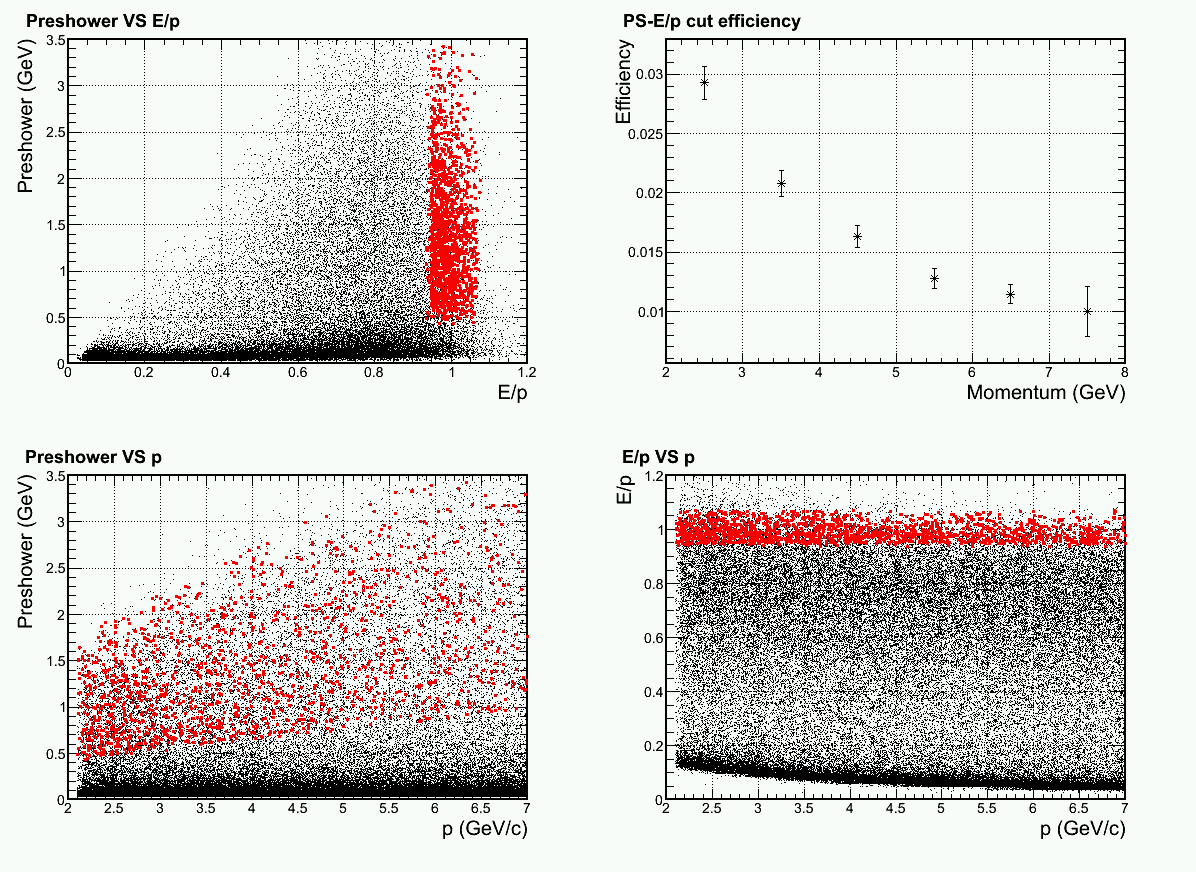 Preshower VS E/p
Preshower (GeV)
3.5
3
2.5
2
1.5
1
0.5
0
0 0.2 0.4 0.6 0.8 1 1.2
E/p
PS-E/p cut efficiency
Efficiency
0.03
0.025
0.02
0.015
0.01
2 3 4 5 6 7 8
Momentum (GeV)
Preshower VS p
Preshower (GeV)
3.5
3
2.5
2
1.5
1
0.5
0
2 2.5 3 3.5 4 4.5 5 5.5 6 6.5 7
p (GeV/c)
E/p VS p
E/p
1.2
1
0.8
0.6
0.4
0.2
0
2 2.5 3 3.5 4 4.5 5 5.5 6 6.5 7
p (GeV/c)